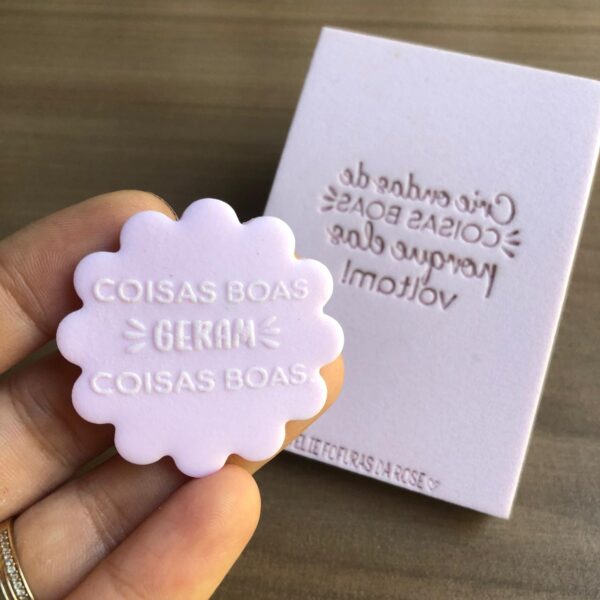 COISAS BOAS
GERAM
COISAS BOAS.
Crie ondas de
COISAS BOAS
porque elas
voltam!
FOFURAS DA ROSE